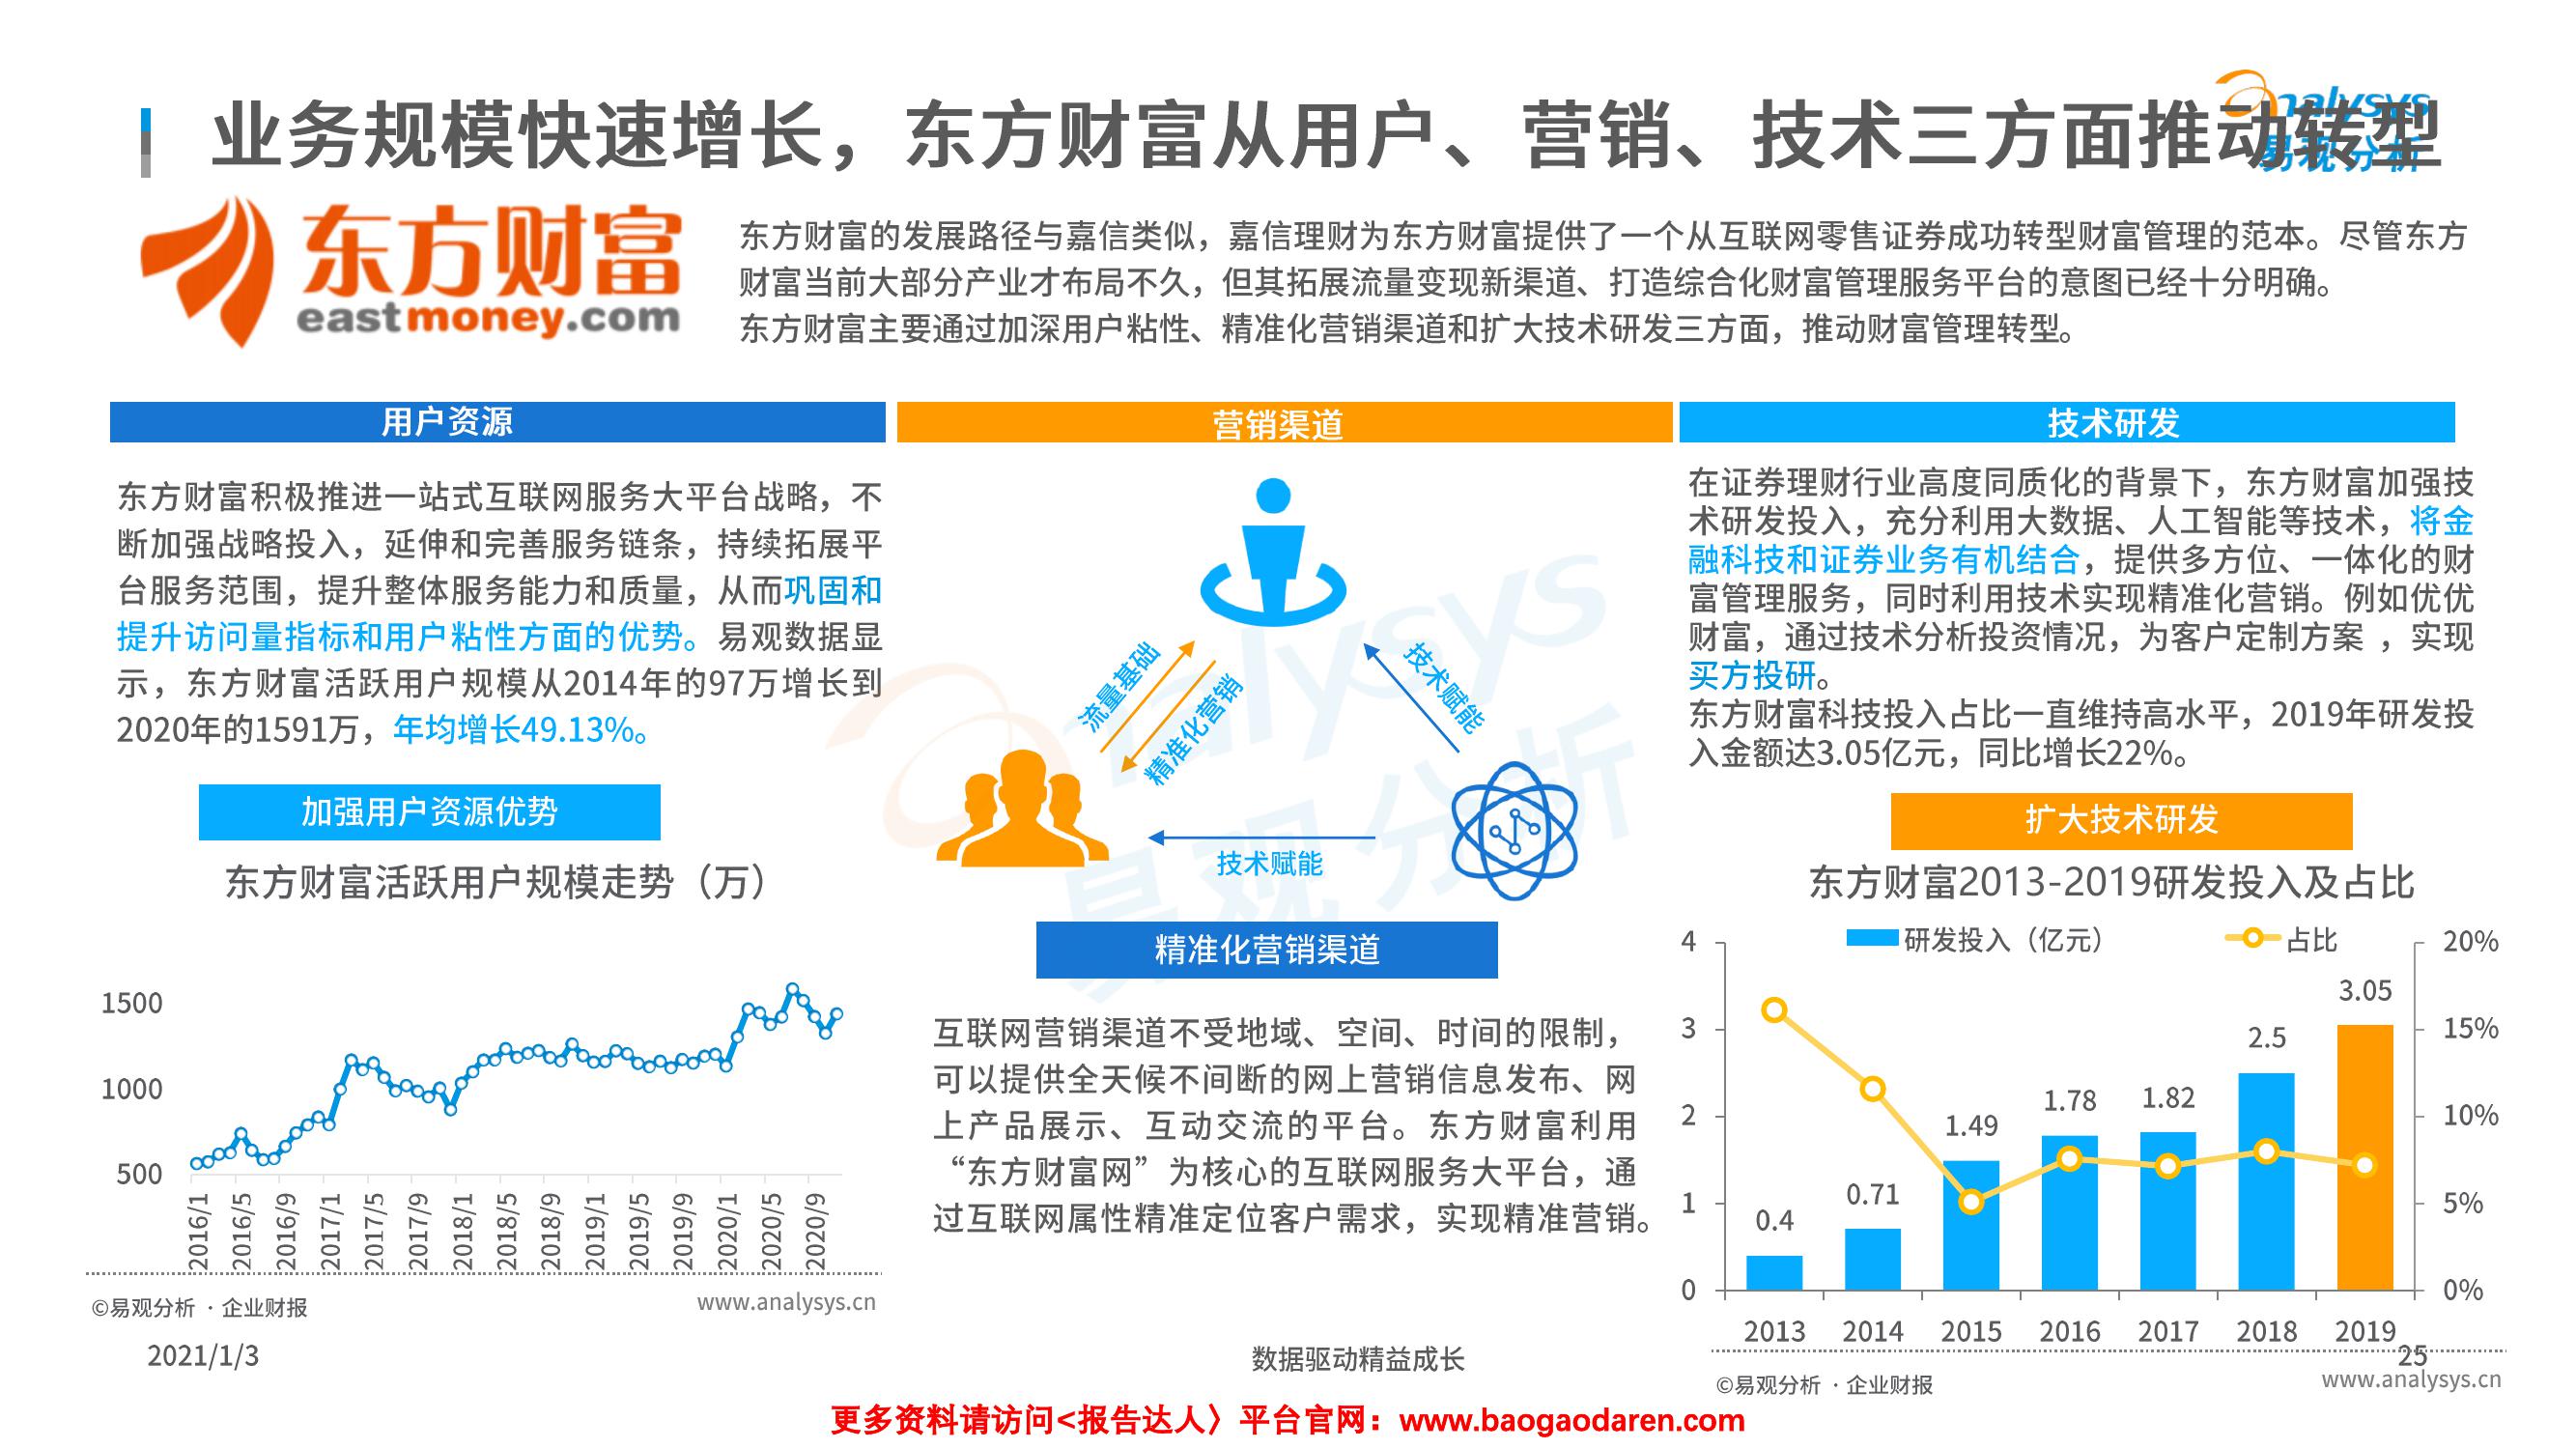 业务规模快速增长，东方财富从用户、营销、技术三方面推动转型
analysys
易观分析
东方财富
eastmoney.com
东方财富的发展路径与嘉信类似，嘉信理财为东方财富提供了一个从互联网零售证券成功转型财富管理的范本。尽管东方
财富当前大部分产业才布局不久，但其拓展流量变现新渠道、打造综合化财富管理服务平台的意图已经十分明确。
东方财富主要通过加深用户粘性、精准化营销渠道和扩大技术研发三方面，推动财富管理转型。
用户资源
东方财富积极推进一站式互联网服务大平台战略，不
断加强战略投入，延伸和完善服务链条，持续拓展平
台服务范围，提升整体服务能力和质量，从而巩固和
提升访问量指标和用户粘性方面的优势。易观数据显
示，东方财富活跃用户规模从2014年的97万增长到
2020年的1591万，年均增长49.13%。
加强用户资源优势
东方财富活跃用户规模走势（万）
1500
1000
500
2016/1
2016/5
2016/9
2017/1
2017/5
2017/9
2018/1
2018/5
2018/9
2019/1
2019/5
2019/9
2020/1
2020/5
2020/9
©易观分析 · 企业财报
www.analysys.cn
营销渠道
流量基础
精准化营销
技术赋能
技术赋能
analysys
易观分析
精准化营销渠道
互联网营销渠道不受地域、空间、时间的限制，
可以提供全天候不间断的网上营销信息发布、网
上产品展示、互动交流的平台。东方财富利用
“东方财富网”为核心的互联网服务大平台，通
过互联网属性精准定位客户需求，实现精准营销。
技术研发
在证券理财行业高度同质化的背景下，东方财富加强技
术研发投入，充分利用大数据、人工智能等技术，将金
融科技和证券业务有机结合，提供多方位、一体化的财
富管理服务，同时利用技术实现精准化营销。例如优优
财富，通过技术分析投资情况，为客户定制方案 ，实现
买方投研。
东方财富科技投入占比一直维持高水平，2019年研发投
入金额达3.05亿元，同比增长22%。
扩大技术研发
东方财富2013-2019研发投入及占比
研发投入（亿元）
占比
4
3
2
1
0
20%
15%
10%
5%
0%
0.4
0.71
1.49
1.78
1.82
2.5
3.05
2013
2014
2015
2016
2017
2018
2019
©易观分析 · 企业财报
www.analysys.cn
2021/1/3
数据驱动精益成长
25
更多资料请访问<报告达人〉平台官网：www.baogaodaren.com